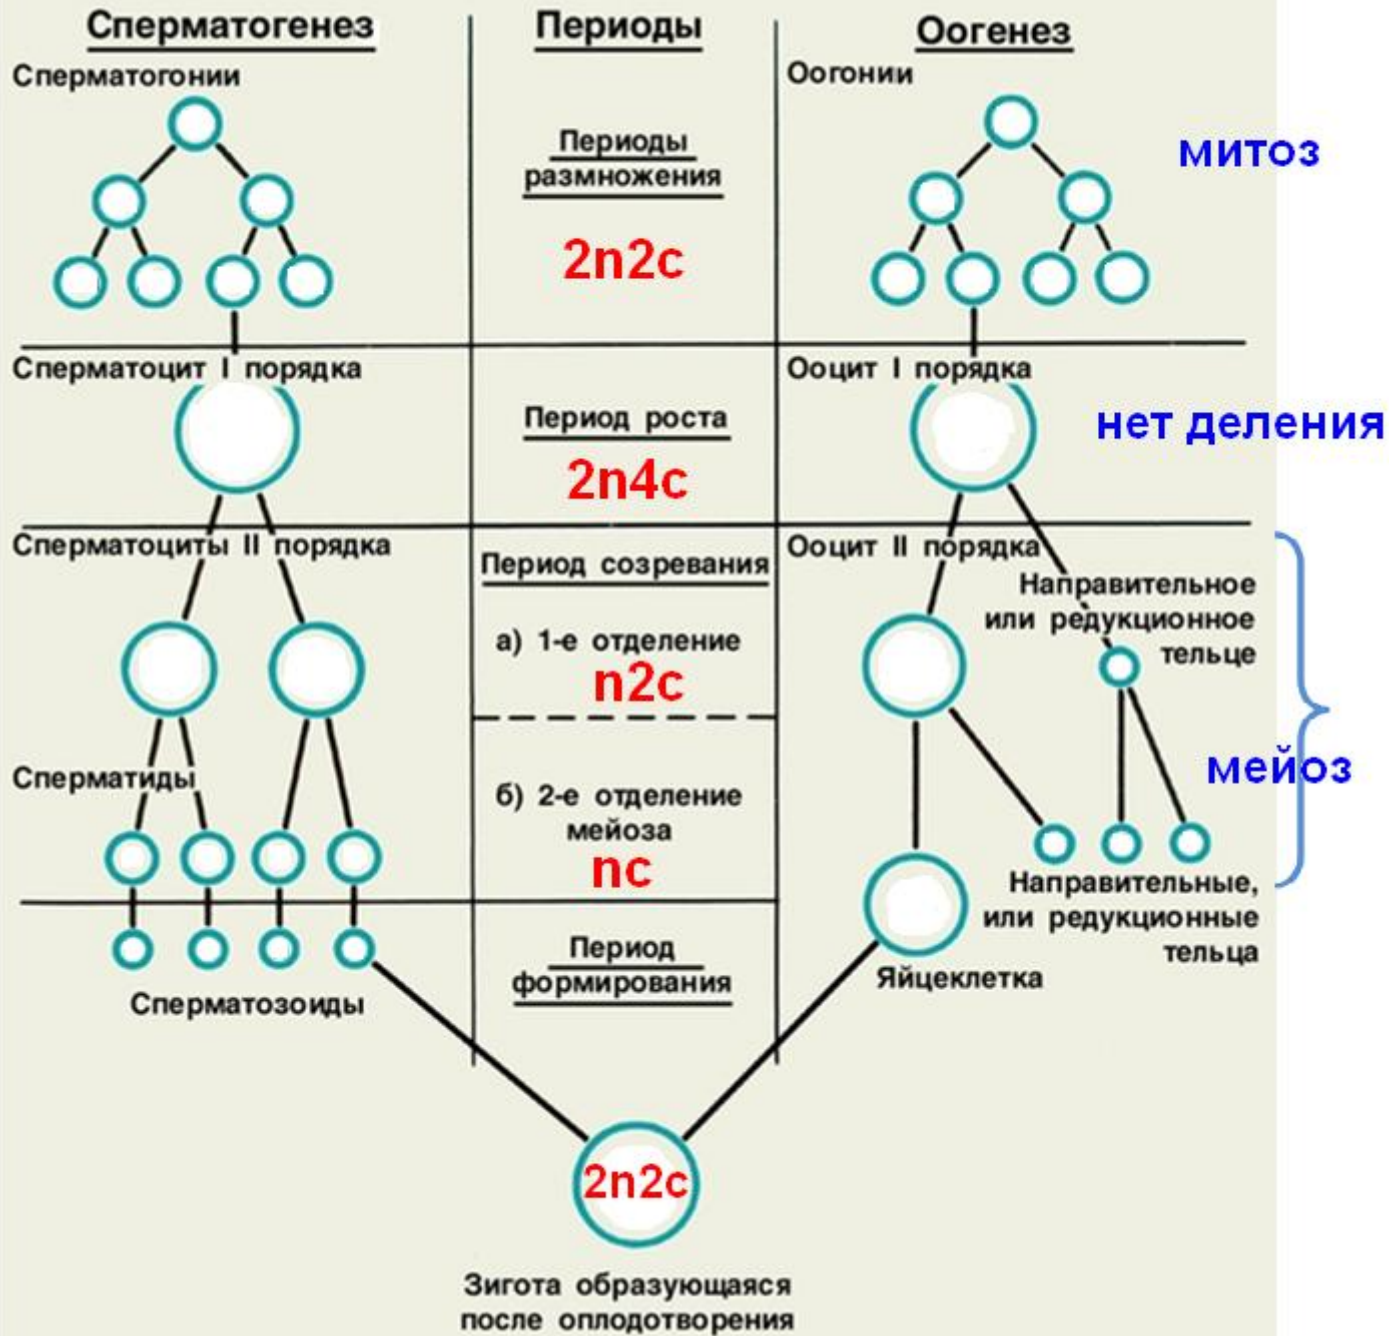 Сперматогенез
Периоды
Оогенез
Сперматогонии
Оогонии
Периоды
размножения
2n2c
митоз
Сперматоцит I порядка
Ооцит I порядка
Период роста
2n4c
нет деления
Сперматоциты II порядка
Период созревания
Ооцит II порядка
Направительное
или редукционное
тельце
а) 1-е отделение
n2c
Сперматиды
б) 2-е отделение
мейоза
nc
мейоз
Направительные,
или редукционные
тельца
Период
формирования
Сперматозоиды
Яйцеклетка
2n2c
Зигота образующаяся
после оплодотворения